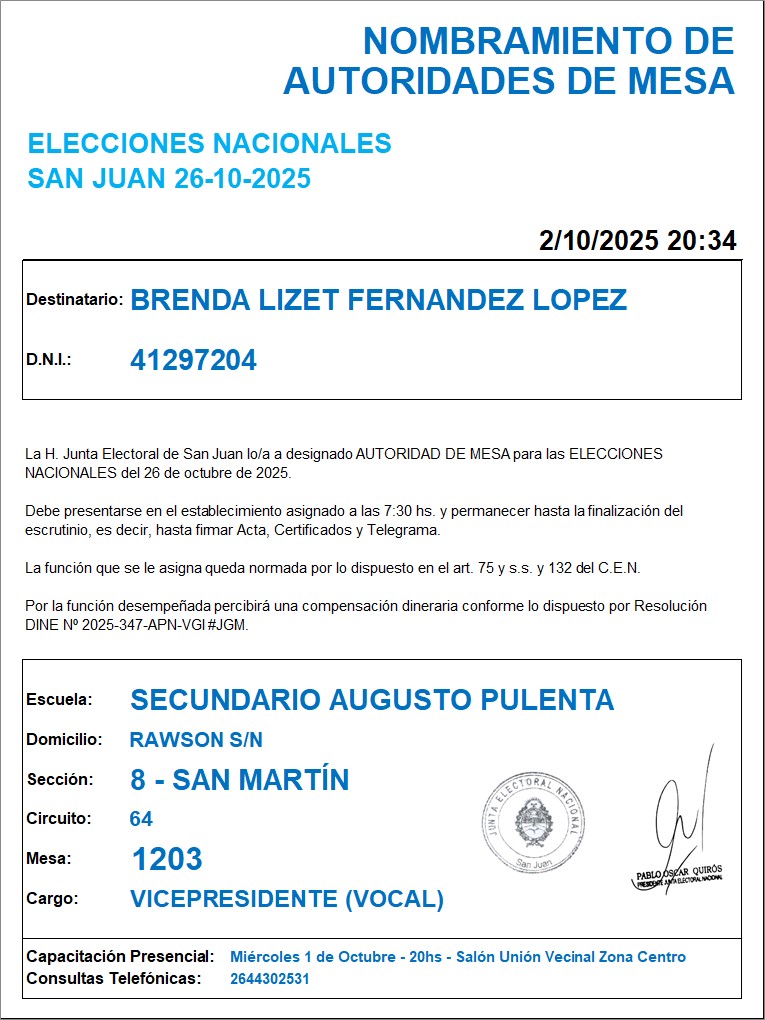 NOMBRAMIENTO DE
AUTORIDADES DE MESA
ELECCIONES NACIONALES
SAN JUAN 26-10-2025
2/10/2025 20:34
Destinatario: BRENDA LIZET FERNANDEZ LOPEZ
D.N.I.: 41297204
La H. Junta Electoral de San Juan lo/a a designado AUTORIDAD DE MESA para las ELECCIONES
NACIONALES del 26 de octubre de 2025.
Debe presentarse en el establecimiento asignado a las 7:30 hs. y permanecer hasta la finalización del
escrutinio, es decir, hasta firmar Acta, Certificados y Telegrama.
La función que se le asigna queda normada por lo dispuesto en el art. 75 y s.s. y 132 del C.E.N.
Por la función desempeñada percibirá una compensación dineraria conforme lo dispuesto por Resolución
DINE Nº 2025-347-APN-VGI#JGM.
Escuela: SECUNDARIO AUGUSTO PULENTA
Domicilio: RAWSON S/N
Sección: 8 - SAN MARTÍN
Circuito: 64
Mesa: 1203
Cargo: VICEPRESIDENTE (VOCAL)
JUNTA ELECTORAL NACIONAL
San Juan
PABLO OSCAR QUIRÓS
PRESIDENTE JUNTA ELECTORAL NACIONAL
Capacitación Presencial: Miércoles 1 de Octubre - 20hs - Salón Unión Vecinal Zona Centro
Consultas Telefónicas: 2644302531